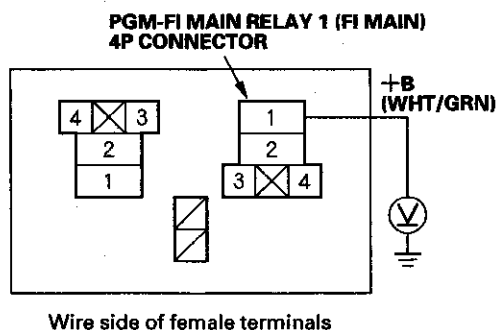 PGM-FI MAIN RELAY 1 (FI MAIN)
4P CONNECTOR
+B
(WHT/GRN)
4 3
2
1
1
2
3 4
V
Wire side of female terminals